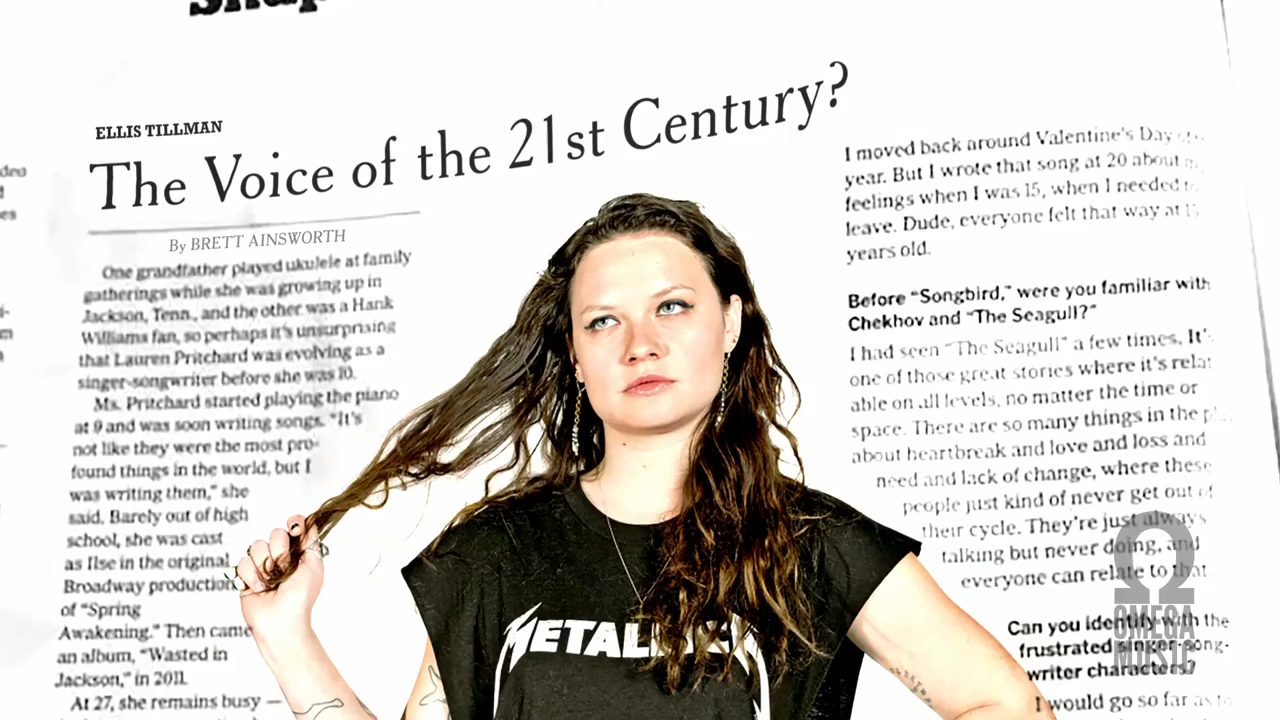 ELLIS TILLMAN
The Voice of the 21st Century?
By BRETT AINSWORTH
One grandfather played ukulele at family
gatherings while she was growing up in
Jackson, Tenn., and the other was a Hank
Williams fan, so perhaps it's unsurprising
that Lauren Pritchard was evolving as a
singer-songwriter before she was 10.
Ms. Pritchard started playing the piano
at 9 and was soon writing songs. "It's
not like they were the most pro-
found things in the world, but I
was writing them," she
said. Barely out of high
school, she was cast
as Ilse in the original
Broadway production
of "Spring
Awakening." Then came
an album, "Wasted in
Jackson," in 2011.
At 27, she remains busy —
I moved back around Valentine's Day
year. But I wrote that song at 20 about
feelings when I was 15, when I needed
leave. Dude, everyone felt that way at
years old.
Before "Songbird," were you familiar with
Chekhov and "The Seagull?"
I had seen "The Seagull" a few times. It's
one of those great stories where it's relat
able on all levels, no matter the time or
space. There are so many things in the
about heartbreak and love and loss and
need and lack of change, where these
people just kind of never get out of
their cycle. They're just always
talking but never doing, and
everyone can relate to that.
Can you identify with the
frustrated singer-song-
writer characters?
I would go so far as to
METALLICA
Ω
OMEGA
MUSIC